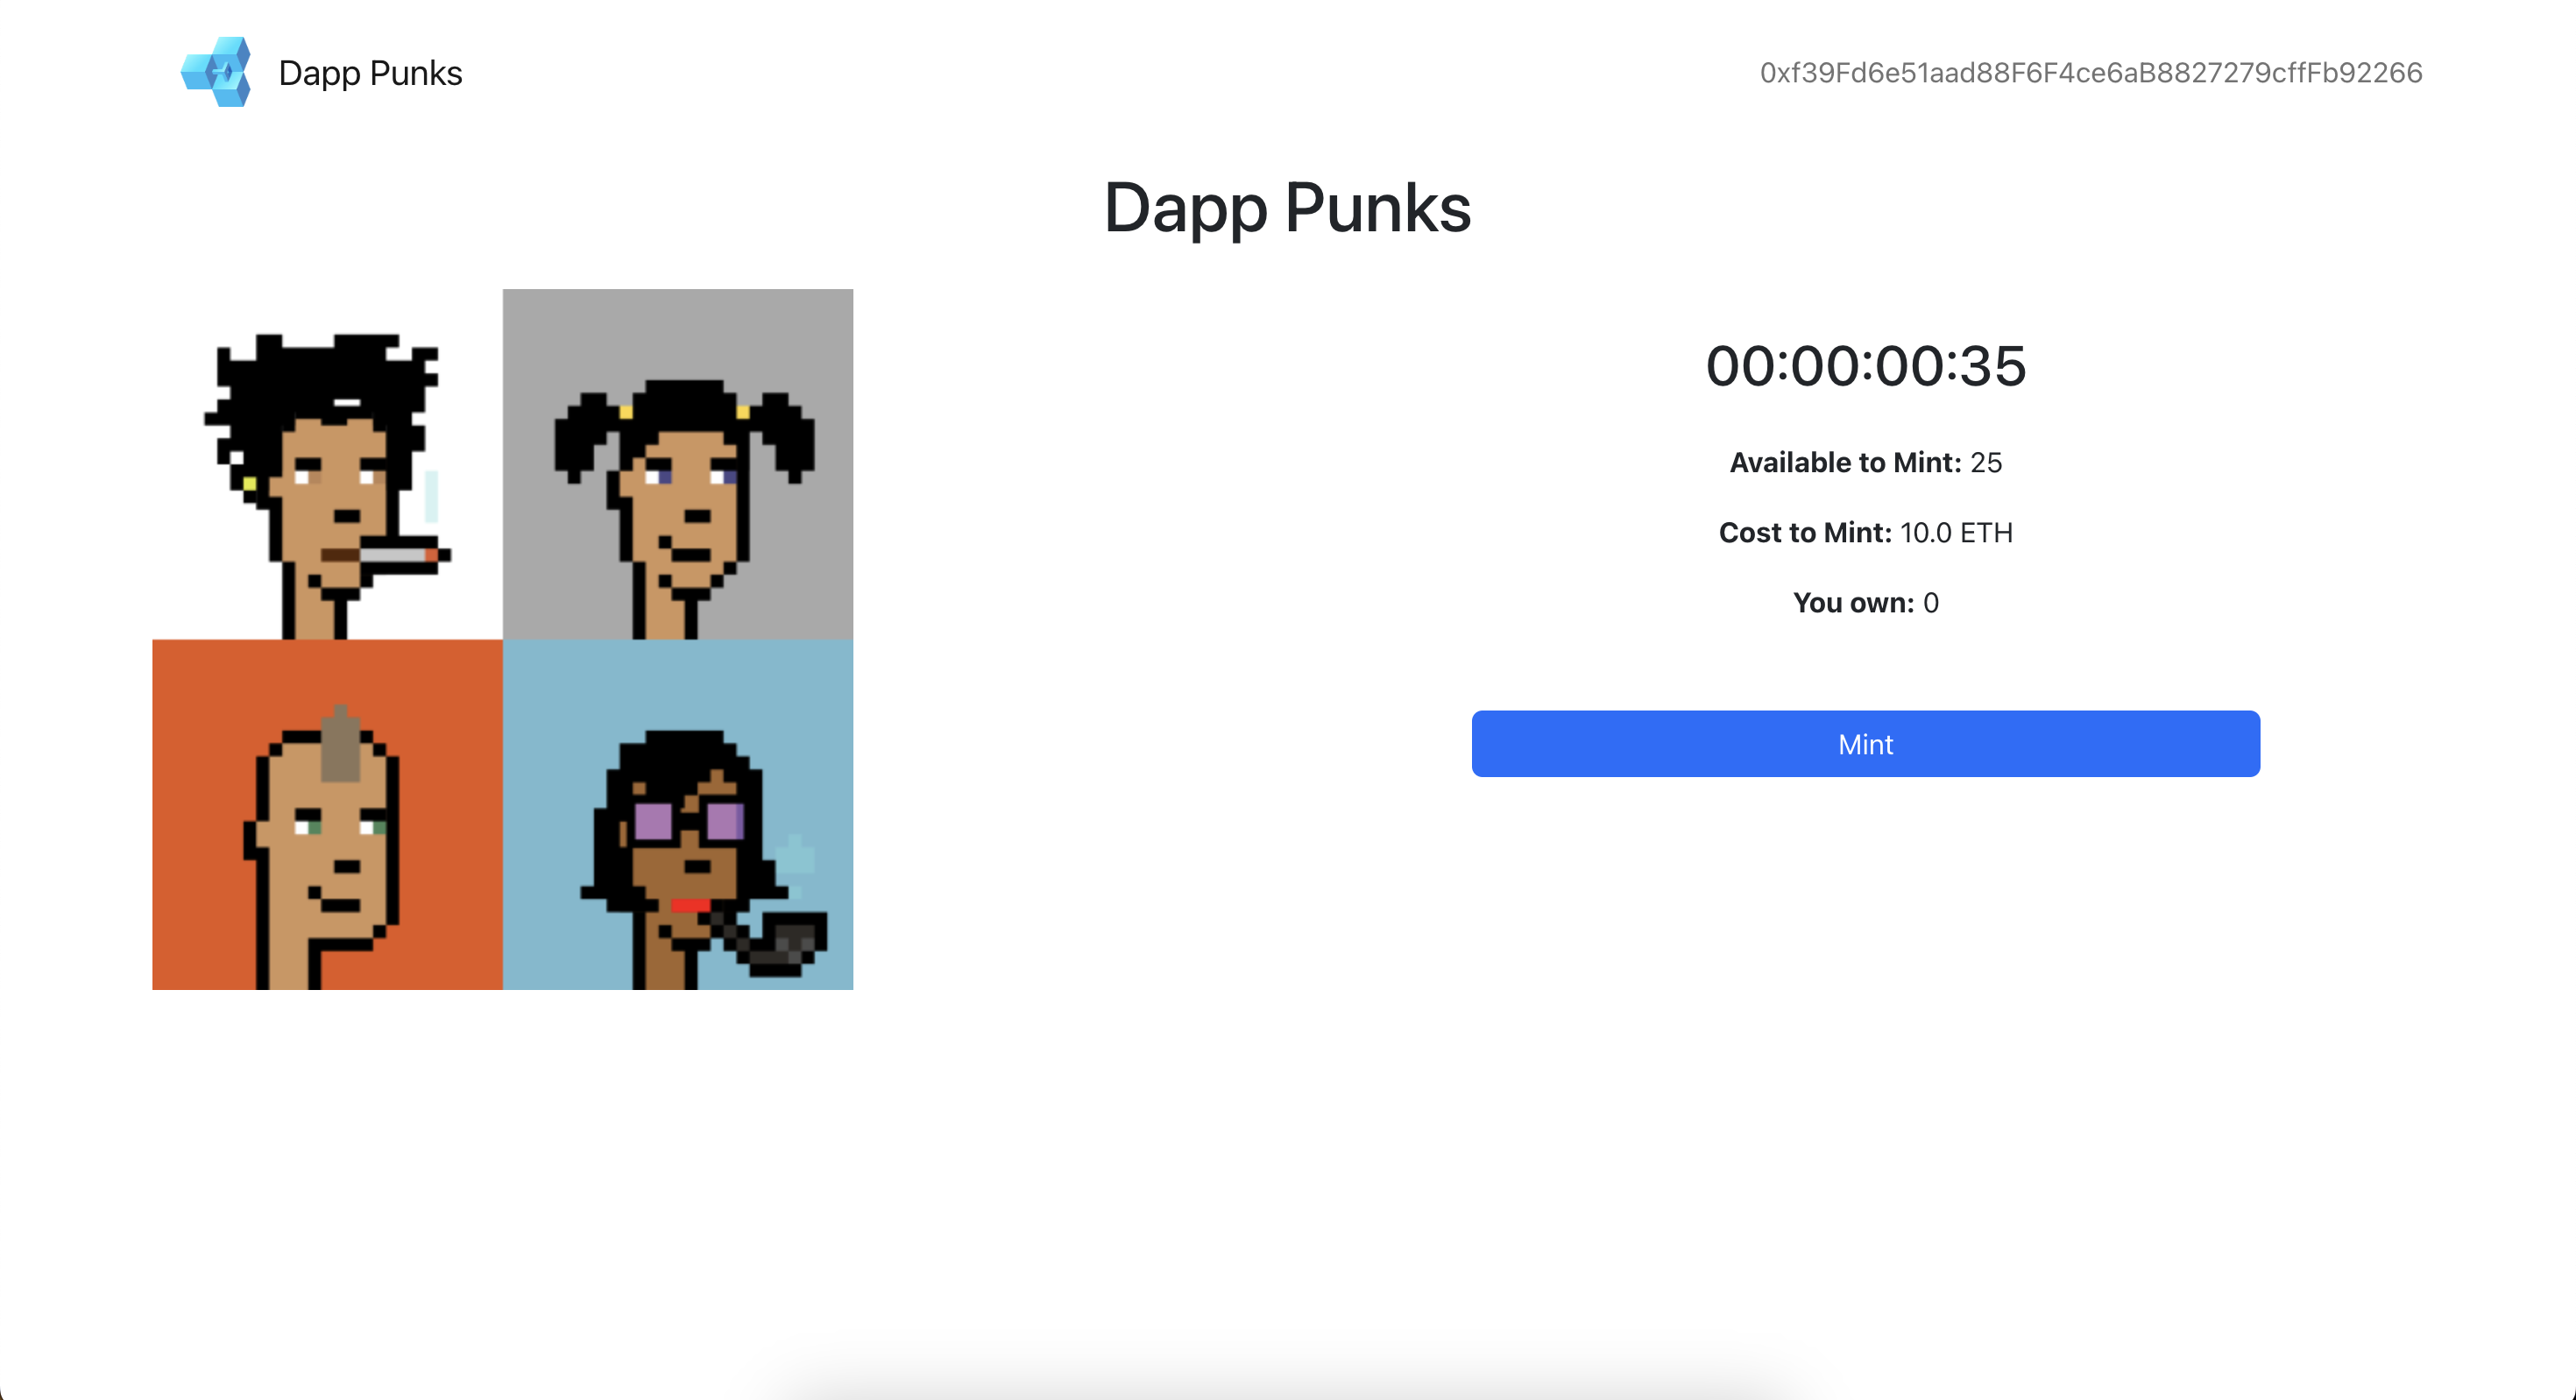 Dapp Punks
0xf39Fd6e51aad88F6F4ce6aB8827279cffFb92266
Dapp Punks
00:00:00:35
Available to Mint: 25
Cost to Mint: 10.0 ETH
You own: 0
Mint